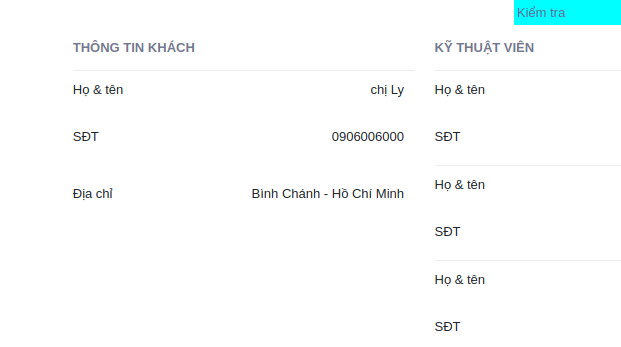 Kiểm tra
THÔNG TIN KHÁCH
Họ & tên chị Ly
SĐT 0906006000
Địa chỉ Bình Chánh - Hồ Chí Minh
KỸ THUẬT VIÊN
Họ & tên
SĐT
Họ & tên
SĐT
Họ & tên
SĐT